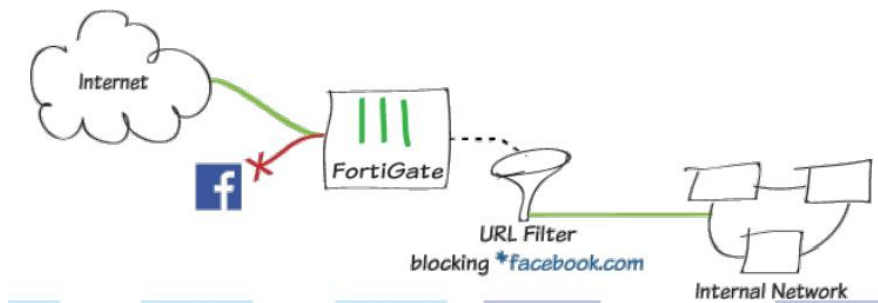 Internet
FortiGate
URL Filter
blocking *facebook.com
Internal Network